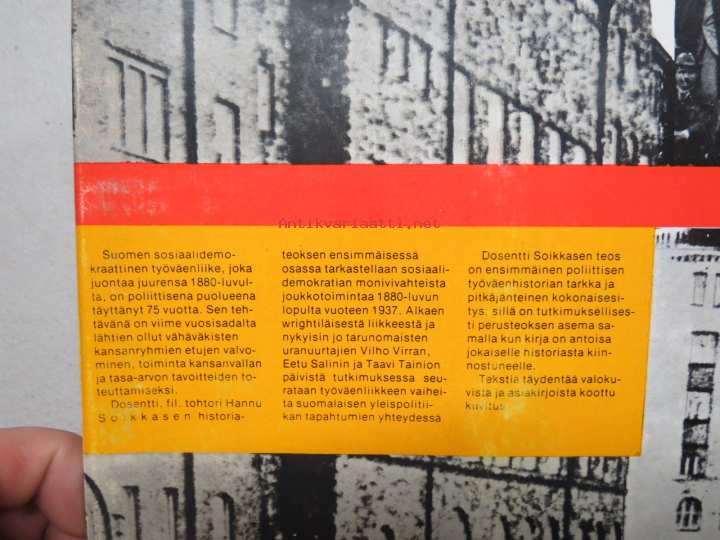 Antikvariaatti.net
Suomen sosiaalidemo-
kraattinen työväenliike, joka
juontaa juurensa 1880-luvul-
ta, on poliittisena puolueena
täyttänyt 75 vuotta. Sen teh-
tävänä on viime vuosisadalta
lähtien ollut vähäväkisten
kansanryhmien etujen valvo-
minen, toiminta kansanvallan
ja tasa-arvon tavoitteiden to-
teuttamiseksi.
Dosentti, fil. tohtori Hannu
Soikkasen historia-
teoksen ensimmäisessä
osassa tarkastellaan sosiaali-
demokratian monivivahteista
joukkotoimintaa 1880-luvun
lopulta vuoteen 1937. Alkaen
wrightiläisestä liikkeestä ja
nykyisin jo tarunomaisten
uranuurtajien Vilho Virran,
Eetu Salinin ja Taavi Tainion
päivistä tutkimuksessa seu-
rataan työväenliikkeen vaihei-
ta suomalaisen yleispolitii-
kan tapahtumien yhteydessä
Dosentti Soikkasen teos
on ensimmäinen poliittisen
työväenhistorian tarkka ja
pitkäjänteinen kokonaisesi-
tys, sillä on tutkimuksellises-
ti perusteoksen asema sa-
malla kun kirja on antoisa
jokaiselle historiasta kiin-
nostuneelle.
Tekstiä täydentää valoku-
vista ja asiakirjoista koottu
kuvitus